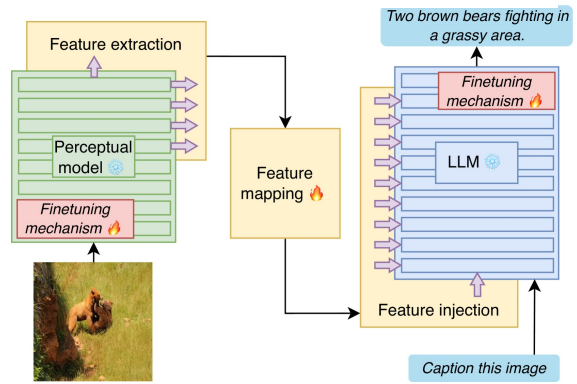 Feature extraction
Perceptual
model
Finetuning
mechanism
Feature
mapping
Two brown bears fighting in
a grassy area.
Finetuning
mechanism
LLM
Feature injection
Caption this image